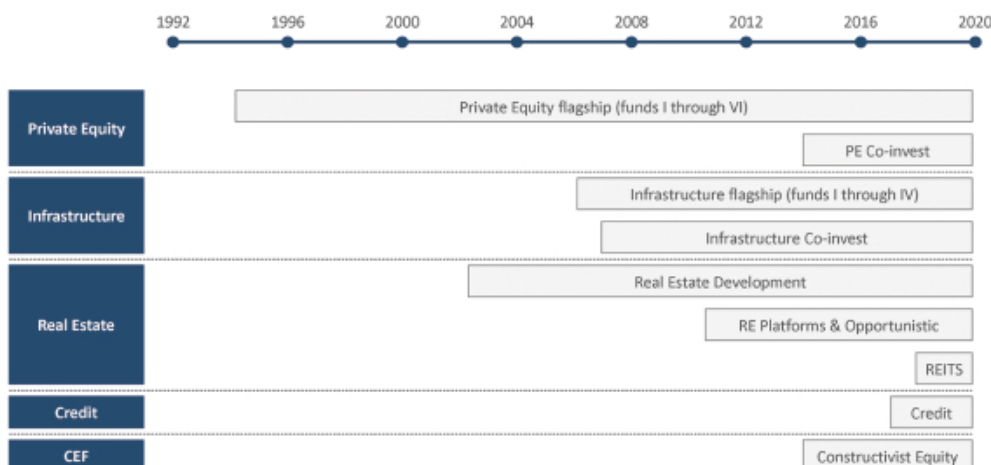 1992 1996 2000 2004 2008 2012 2016 2020
Private Equity
Private Equity flagship (funds I through VI)
PE Co-invest
Infrastructure
Infrastructure flagship (funds I through IV)
Infrastructure Co-invest
Real Estate
Real Estate Development
RE Platforms & Opportunistic
REITS
Credit
Credit
CEF
Constructivist Equity